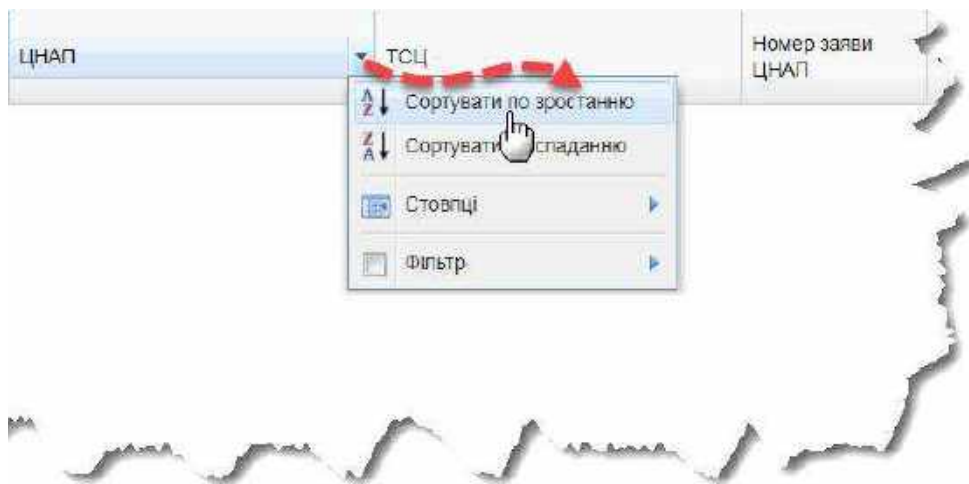 ЦНАП
ТСЦ
Номер заяви
ЦНАП
Сортувати по зростанню
Сортувати спаданню
Стовпці
Фільтр